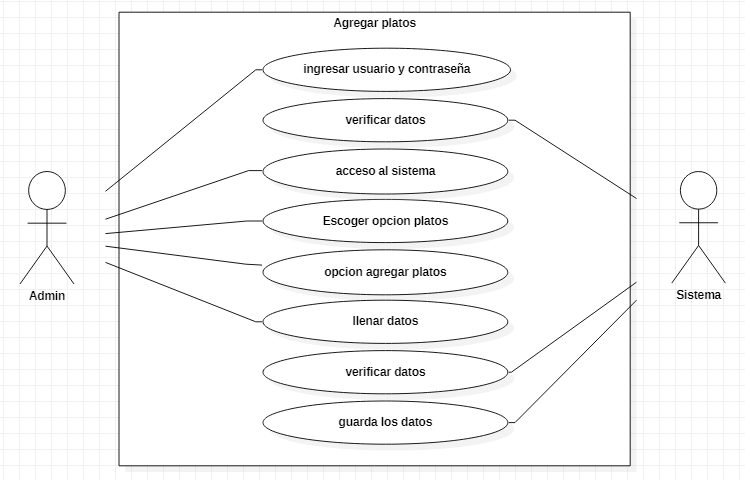 Agregar platos
ingresar usuario y contraseña
verificar datos
acceso al sistema
Escoger opcion platos
opcion agregar platos
llenar datos
verificar datos
guarda los datos
Admin
Sistema